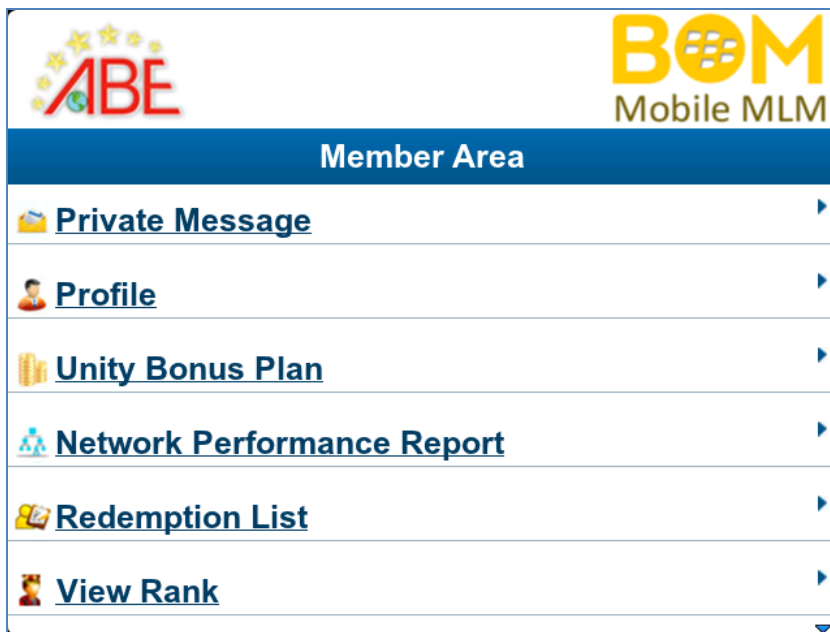 ABE
BOM
Mobile MLM
Member Area
Private Message
Profile
Unity Bonus Plan
Network Performance Report
Redemption List
View Rank